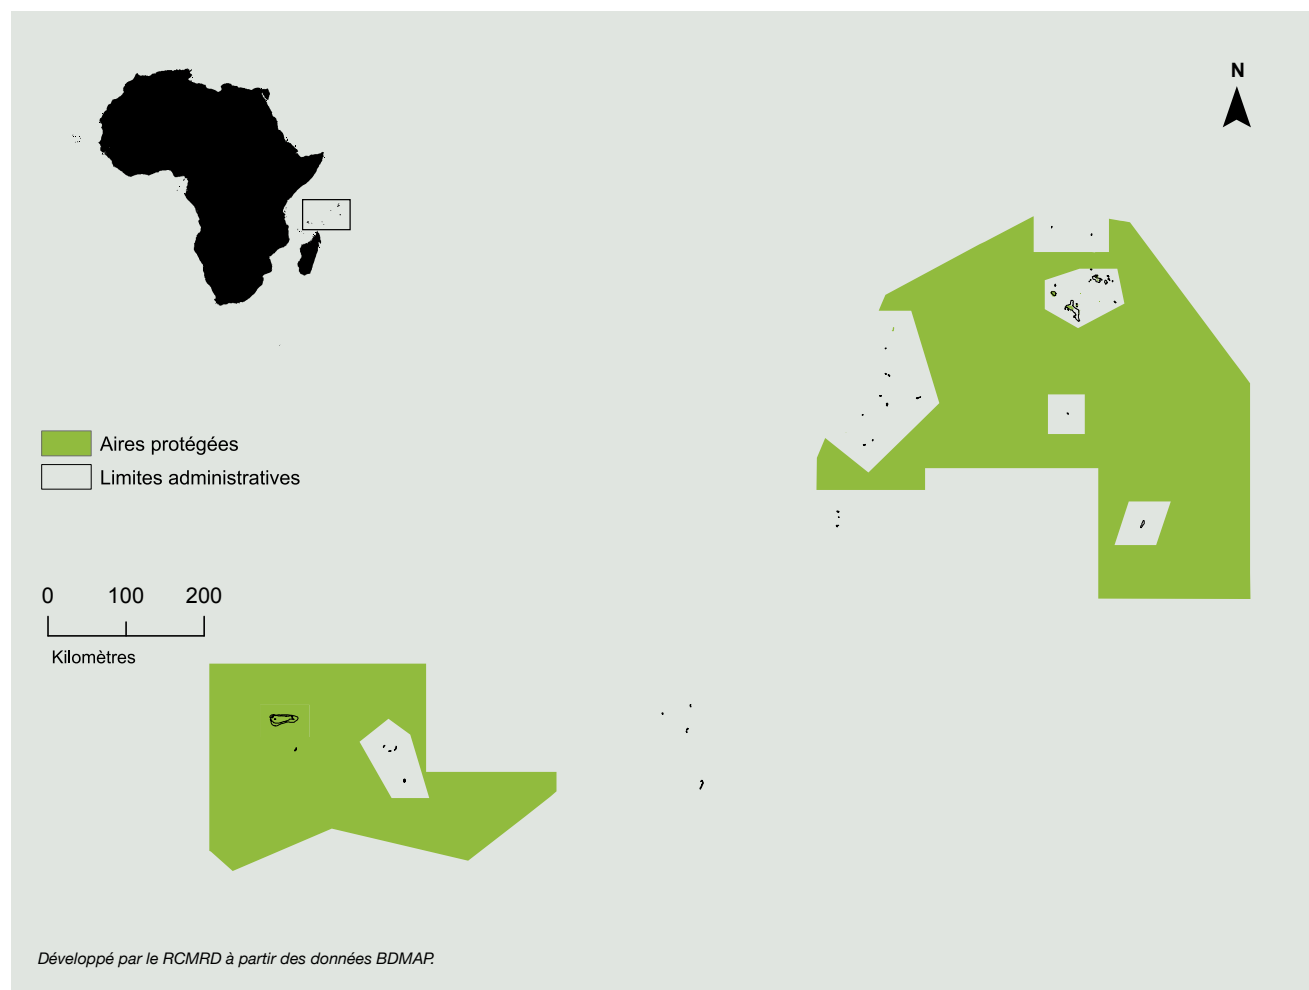 N
Aires protégées
Limites administratives
0 100 200
Kilomètres
Développé par le RCMRD à partir des données BDMAP.